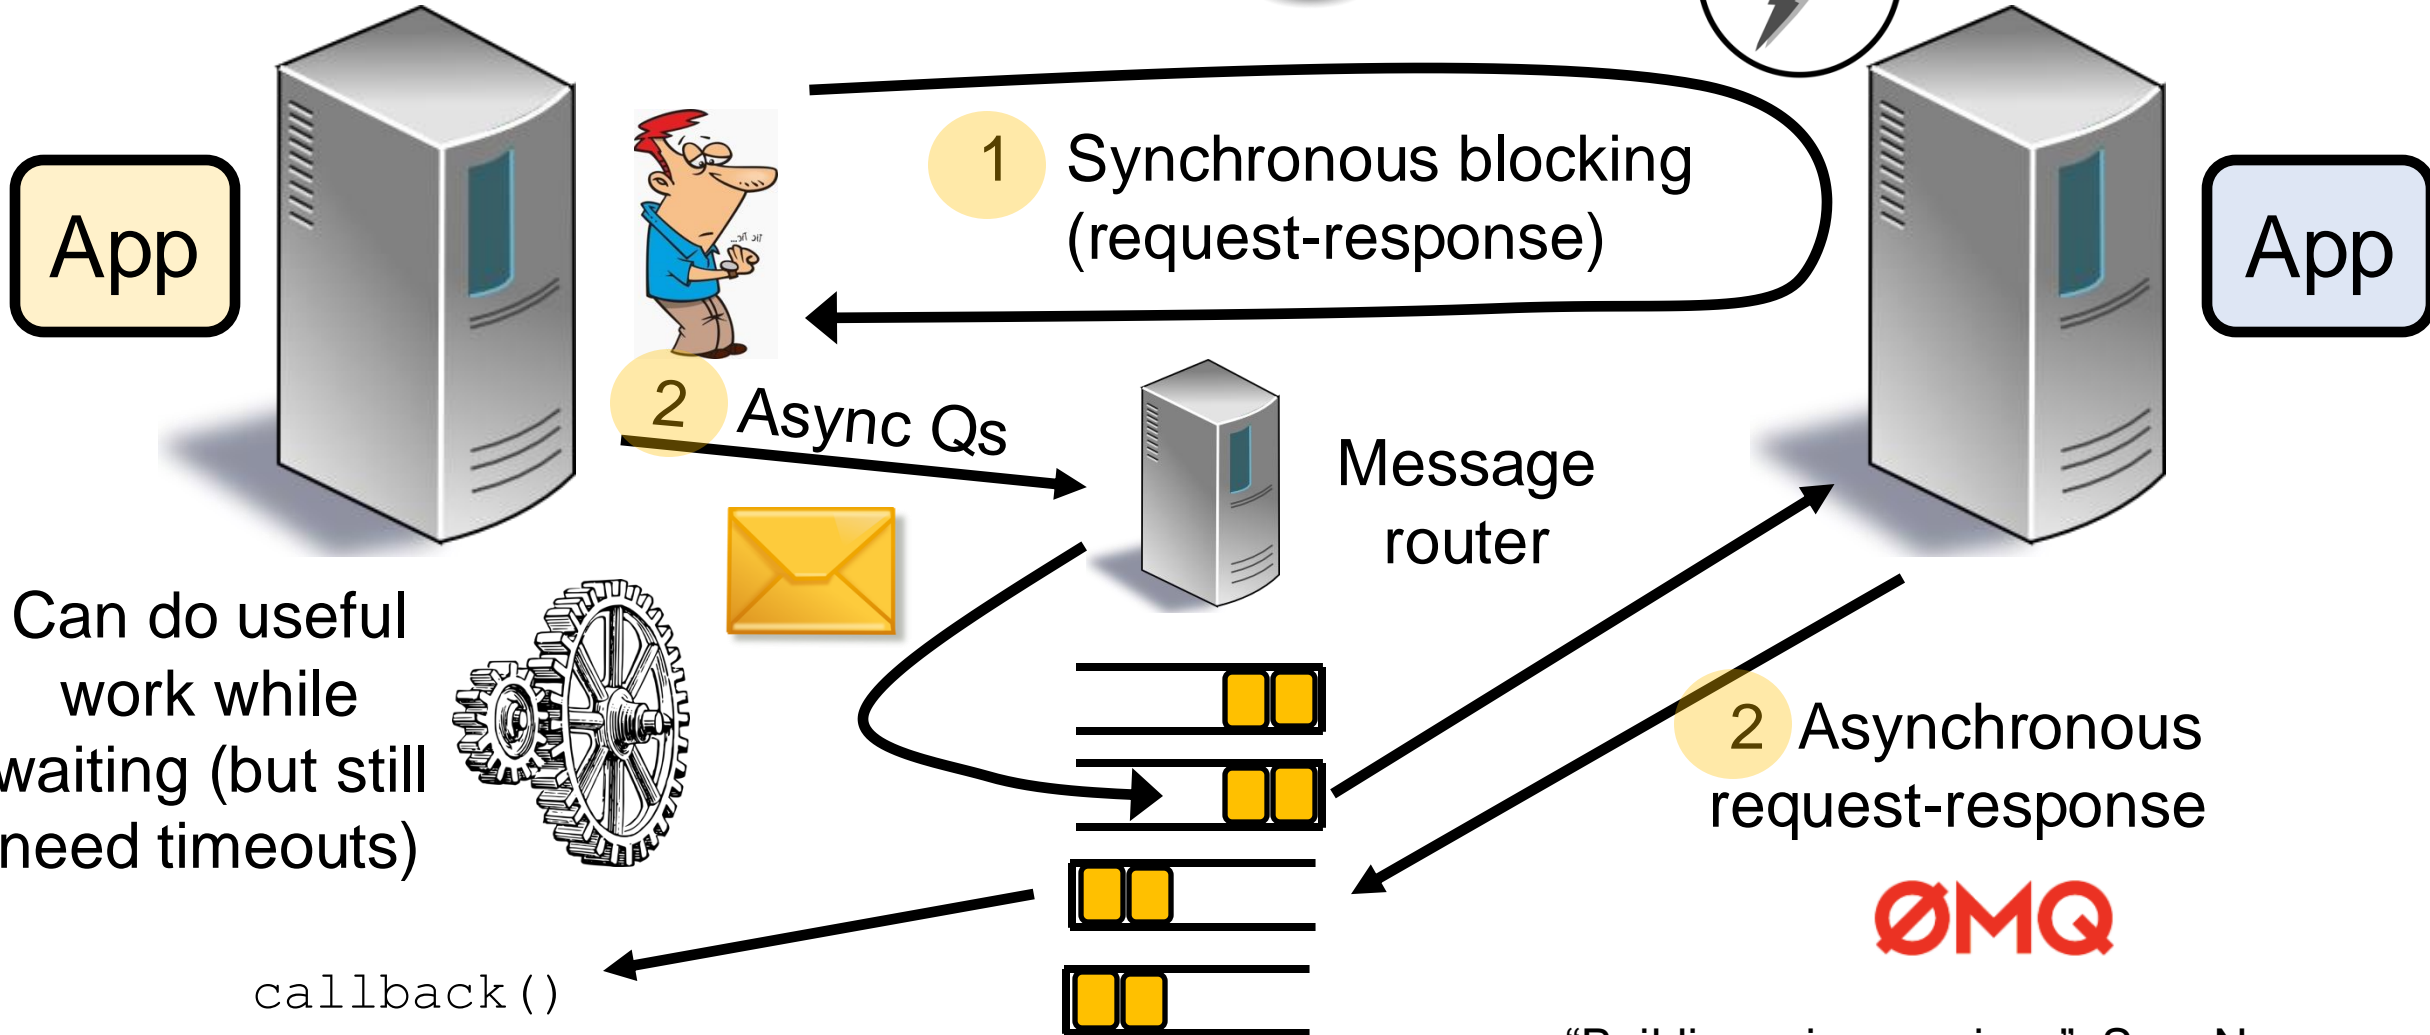 1 Synchronous blocking
(request-response)
App
App
2 Async Qs
Message
router
Can do useful
work while
waiting (but still
need timeouts)
2 Asynchronous
request-response
ØMQ
callback()